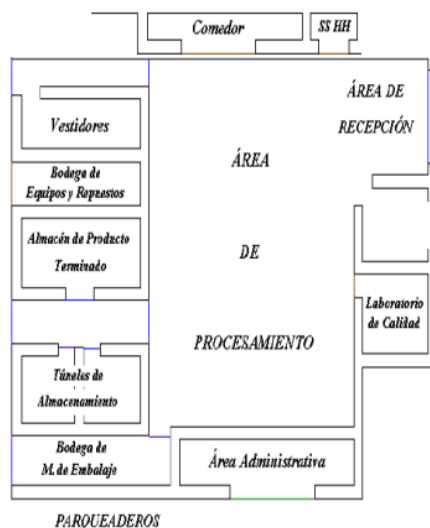 Comedor
SS HH
ÁREA DE
RECEPCIÓN
Vestidores
ÁREA
Bodega de
Equipos y Repuestos
Almacén de Producto
Terminado
DE
Laboratorio
de Calidad
PROCESAMIENTO
Túneles de
Almacenamiento
Bodega
de M. de Embalaje
Área Administrativa
PARQUEADEROS